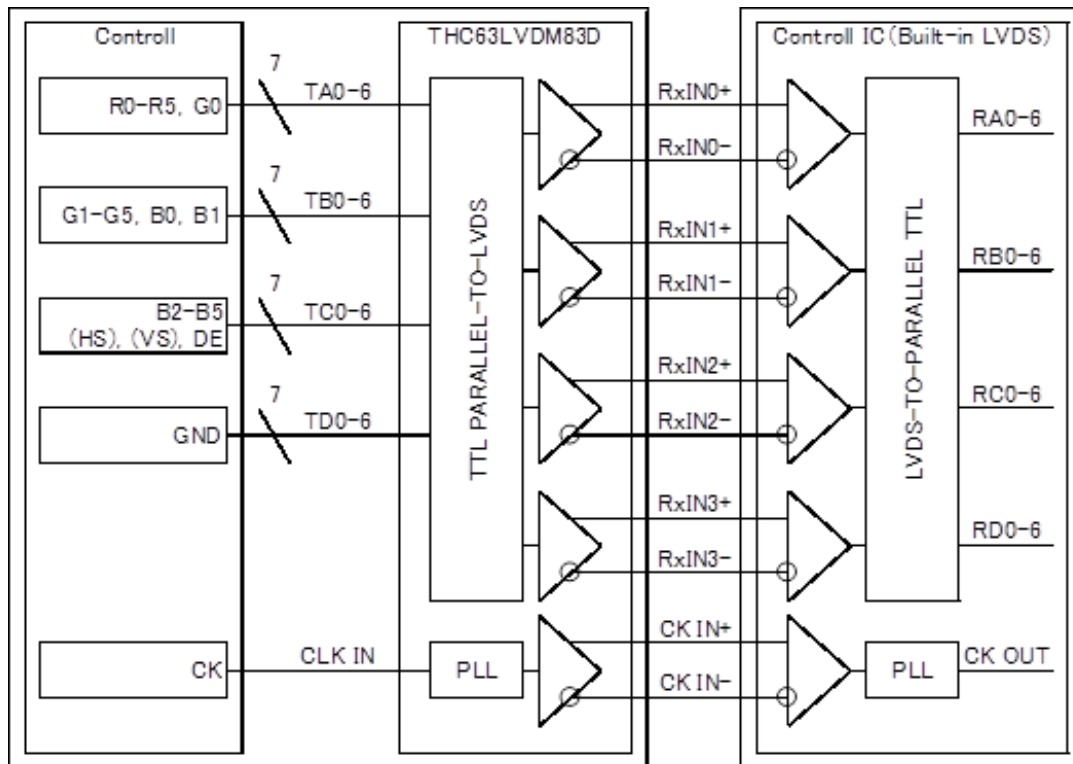 Controll
THC63LVDM83D
Controll IC(Built-in LVDS)
R0-R5, G0
7
TA0-6
RxIN0+
RxIN0-
RA0-6
G1-G5, B0, B1
7
TB0-6
RxIN1+
RxIN1-
RB0-6
B2-B5
(HS), (VS), DE
7
TC0-6
RxIN2+
RxIN2-
RC0-6
GND
7
TD0-6
RxIN3+
RxIN3-
RD0-6
TTL PARALLEL-TO-LVDS
LVDS-TO-PARALLEL TTL
CK
CLK IN
PLL
CK IN+
CK IN-
PLL
CK OUT